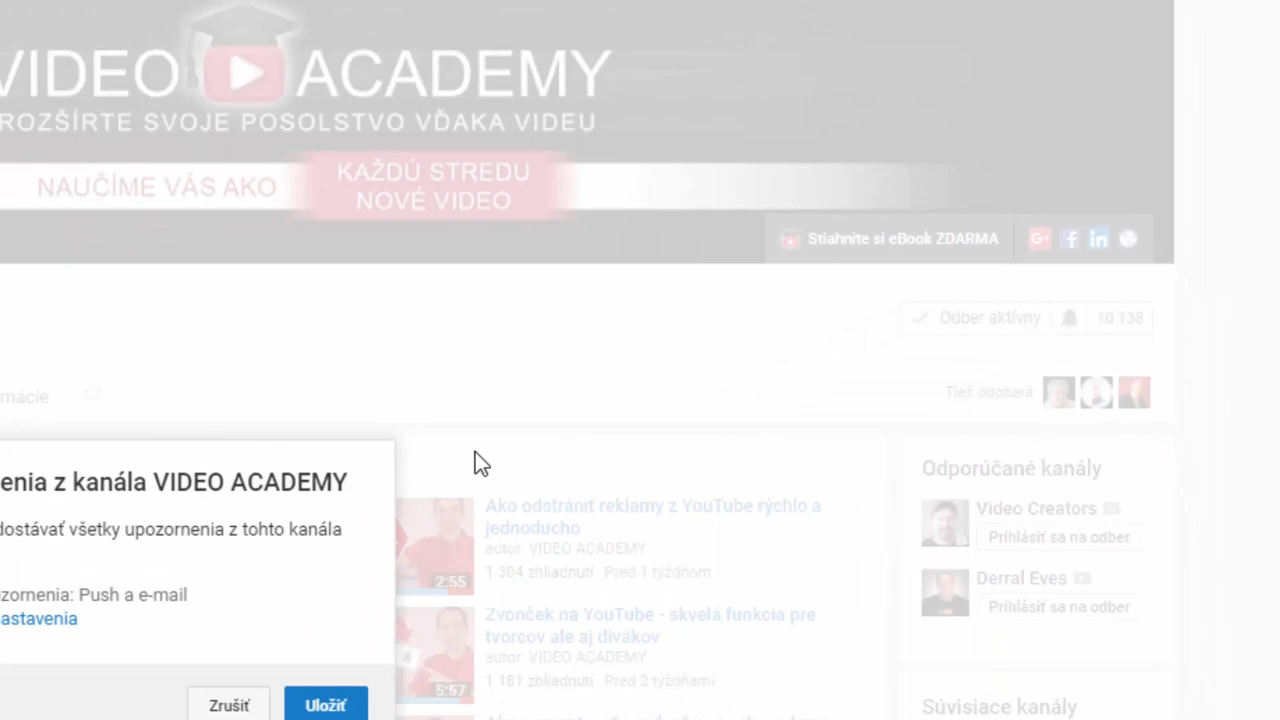 VIDEO ACADEMY
ROZŠÍRTE SVOJE POSOLSTVO VĎAKA VIDEU
NAUČÍME VÁS AKO
KAŽDÚ STREDU
NOVÉ VIDEO
Stiahnite si eBook ZDARMA
G+ f in
Odber aktívny
10 138
mácie
Tiež odoberá
enia z kanála VIDEO ACADEMY
dostávať všetky upozornenia z tohto kanála
zornenia: Push a e-mail
astavenia
Zrušiť
Uložiť
Ako odstrániť reklamy z YouTube rýchlo a
jednoducho
autor: VIDEO ACADEMY
1 304 zhliadnutí Pred 1 týždňom
2:55
Zvonček na YouTube - skvelá funkcia pre
tvorcov ale aj divákov
autor: VIDEO ACADEMY
1 181 zhliadnutí Pred 2 týždňami
5:57
Odporúčané kanály
Video Creators
Prihlásiť sa na odber
Derral Eves
Prihlásiť sa na odber
Súvisiace kanály